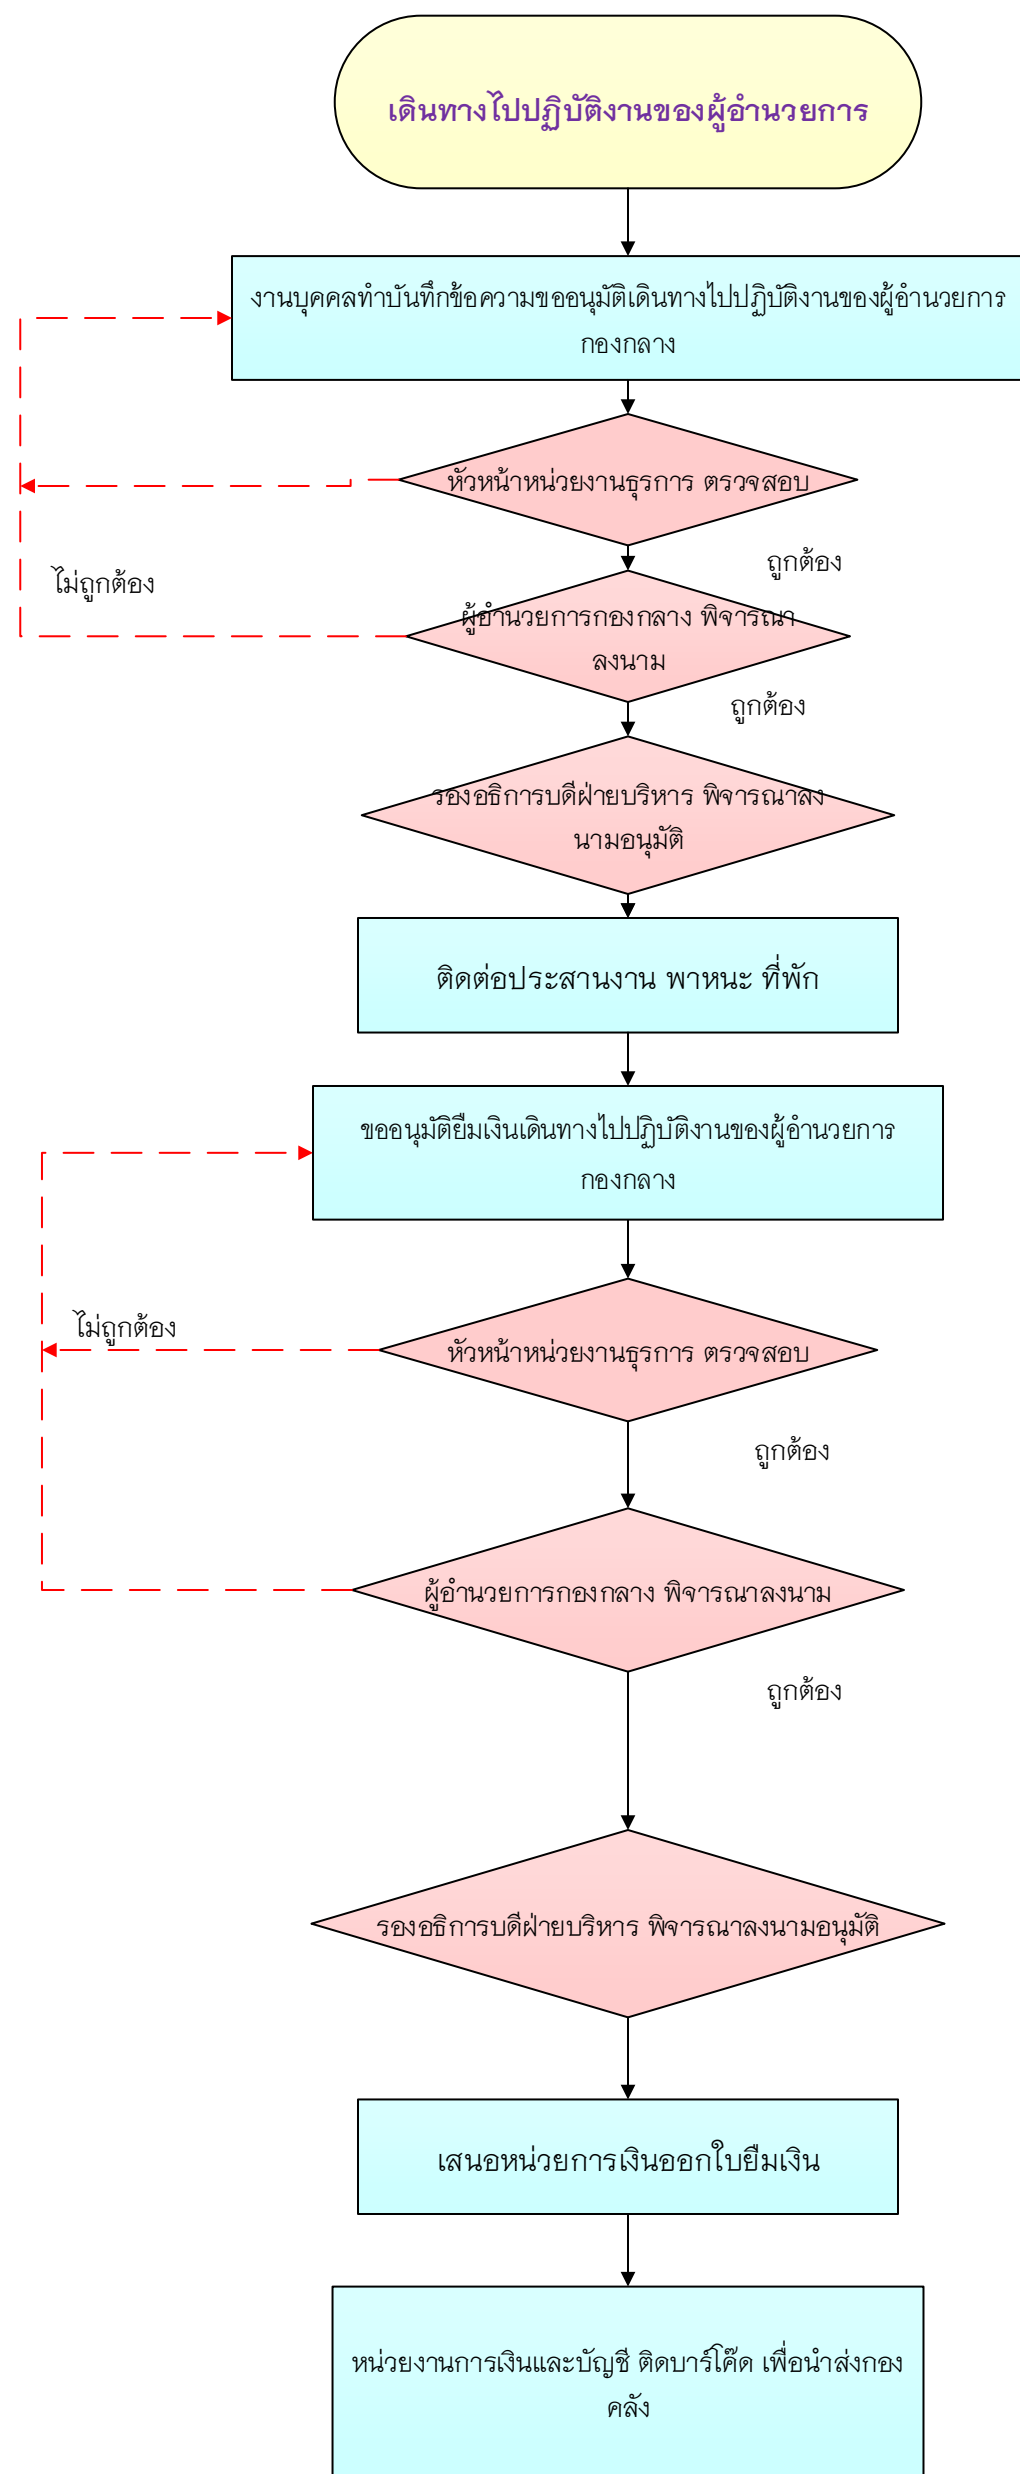 เดินทางไปปฏิบัติงานของผู้อำนวยการ
งานบุคคลทำบันทึกข้อความขออนุมัติเดินทางไปปฏิบัติงานของผู้อำนวยการ
กองกลาง
หัวหน้าหน่วยงานธุรการ ตรวจสอบ
ถูกต้อง
ไม่ถูกต้อง
ผู้อำนวยการกองกลาง พิจารณา
ลงนาม
ถูกต้อง
รองอธิการบดีฝ่ายบริหาร พิจารณาลง
นามอนุมัติ
ติดต่อประสานงาน พาหนะ ที่พัก
ขออนุมัติยืมเงินเดินทางไปปฏิบัติงานของผู้อำนวยการ
กองกลาง
ไม่ถูกต้อง
หัวหน้าหน่วยงานธุรการ ตรวจสอบ
ถูกต้อง
ผู้อำนวยการกองกลาง พิจารณาลงนาม
ถูกต้อง
รองอธิการบดีฝ่ายบริหาร พิจารณาลงนามอนุมัติ
เสนอหน่วยการเงินออกใบยืมเงิน
หน่วยงานการเงินและบัญชี ติดบาร์โค๊ด เพื่อนำส่งกอง
คลัง